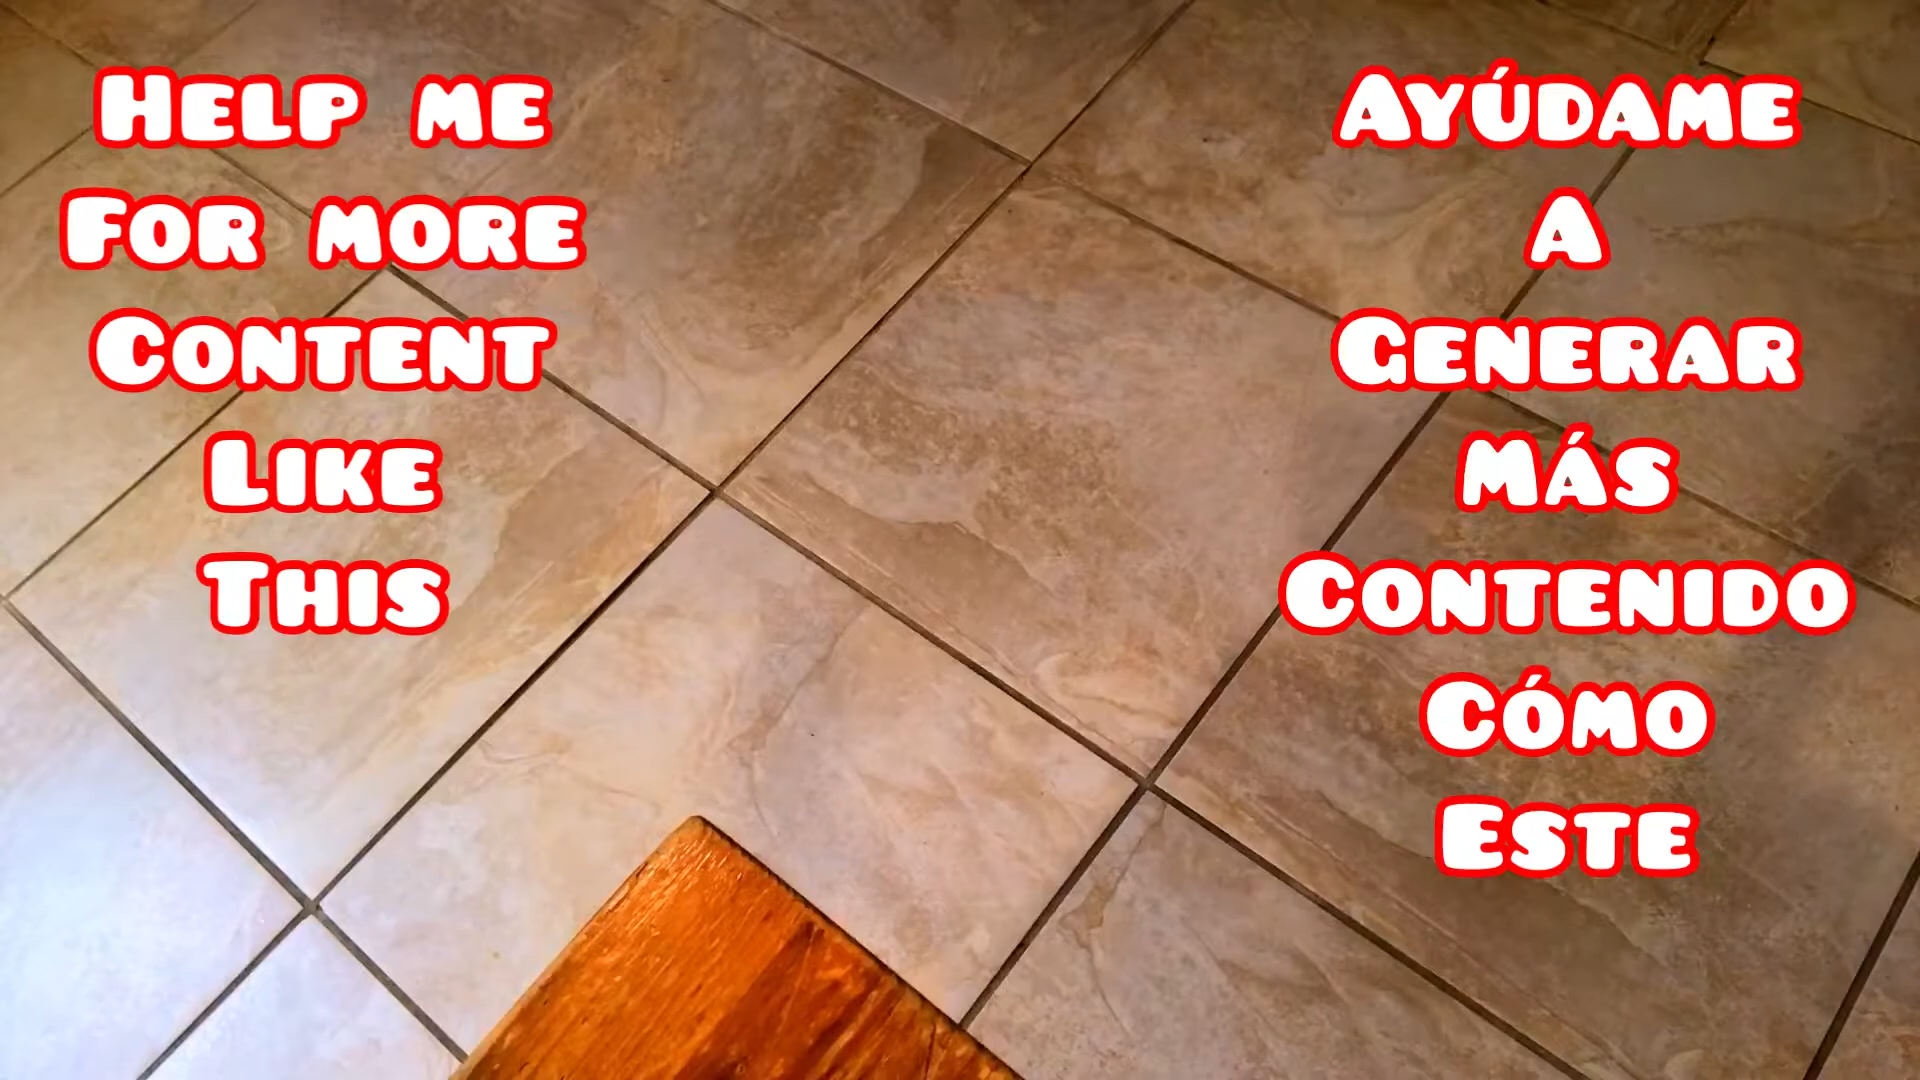 Help me
For more
Content
Like
This
Ayúdame
a
Generar
Más
Contenido
Cómo
Este